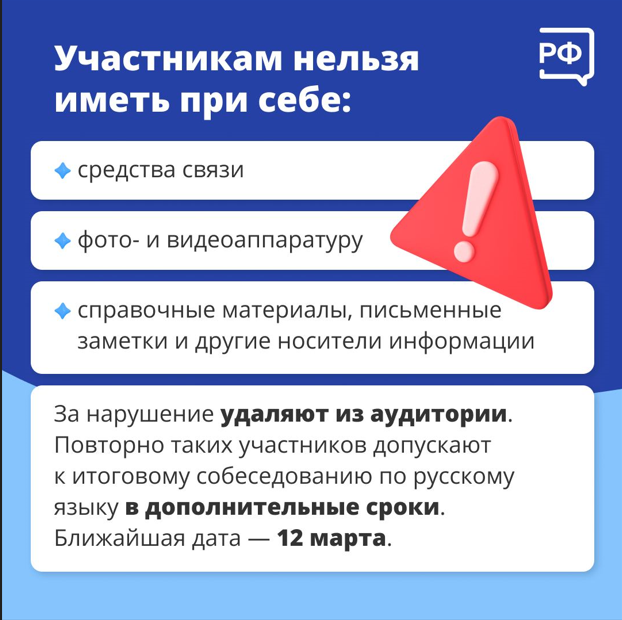 Участникам нельзя
иметь при себе:
РФ
средства связи
фото- и видеоаппаратуру
справочные материалы, письменные
заметки и другие носители информации
За нарушение удаляют из аудитории.
Повторно таких участников допускают
к итоговому собеседованию по русскому
языку в дополнительные сроки.
Ближайшая дата — 12 марта.